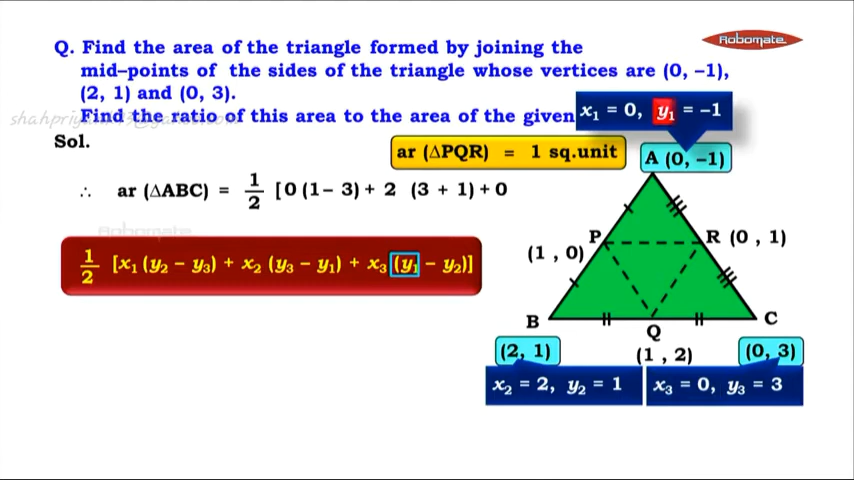 Robomate
Q. Find the area of the triangle formed by joining the
mid–points of the sides of the triangle whose vertices are (0, –1),
(2, 1) and (0, 3).
Find the ratio of this area to the area of the given
x₁ = 0, y₁ = –1
Sol.
ar (ΔPQR) = 1 sq.unit
A (0, –1)
∴ ar (ΔABC) = 1/2 [0 (1– 3) + 2 (3 + 1) + 0
Robomate
P
R (0 , 1)
(1 , 0)
1/2 [x₁ (y₂ – y₃) + x₂ (y₃ – y₁) + x₃ (y₁ – y₂)]
B
Q
C
(2, 1)
(1 , 2)
(0, 3)
x₂ = 2, y₂ = 1
x₃ = 0, y₃ = 3